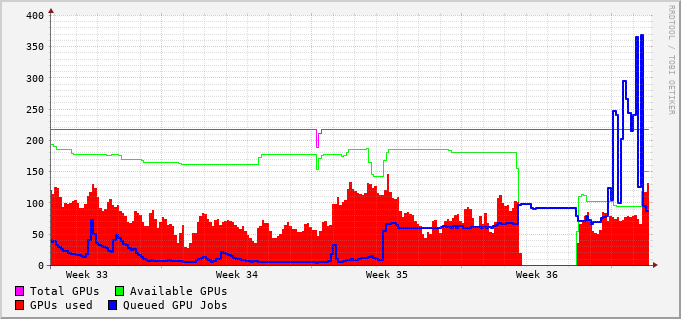 400
350
300
250
200
150
100
50
0
Week 33 Week 34 Week 35 Week 36
Total GPUs Available GPUs
GPUs used Queued GPU Jobs
RRDTOOL / TOBI OETIKER